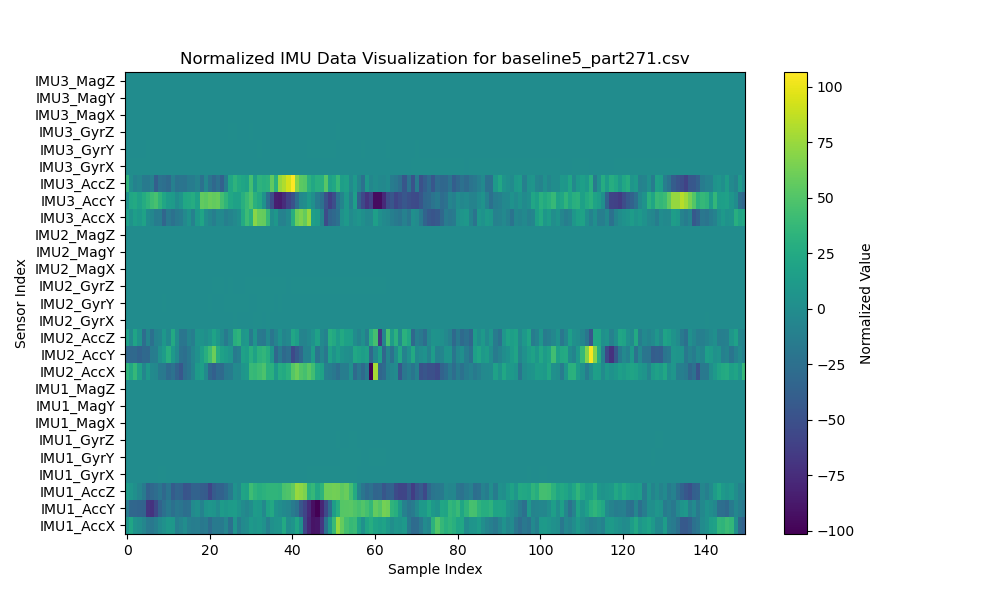 Normalized IMU Data Visualization for baseline5_part271.csv
IMU3_MagZ
IMU3_MagY
IMU3_MagX
IMU3_GyrZ
IMU3_GyrY
IMU3_GyrX
IMU3_AccZ
IMU3_AccY
IMU3_AccX
IMU2_MagZ
IMU2_MagY
IMU2_MagX
IMU2_GyrZ
IMU2_GyrY
IMU2_GyrX
IMU2_AccZ
IMU2_AccY
IMU2_AccX
IMU1_MagZ
IMU1_MagY
IMU1_MagX
IMU1_GyrZ
IMU1_GyrY
IMU1_GyrX
IMU1_AccZ
IMU1_AccY
IMU1_AccX
Sensor Index
0 20 40 60 80 100 120 140
Sample Index
100
75
50
25
0
−25
−50
−75
−100
Normalized Value